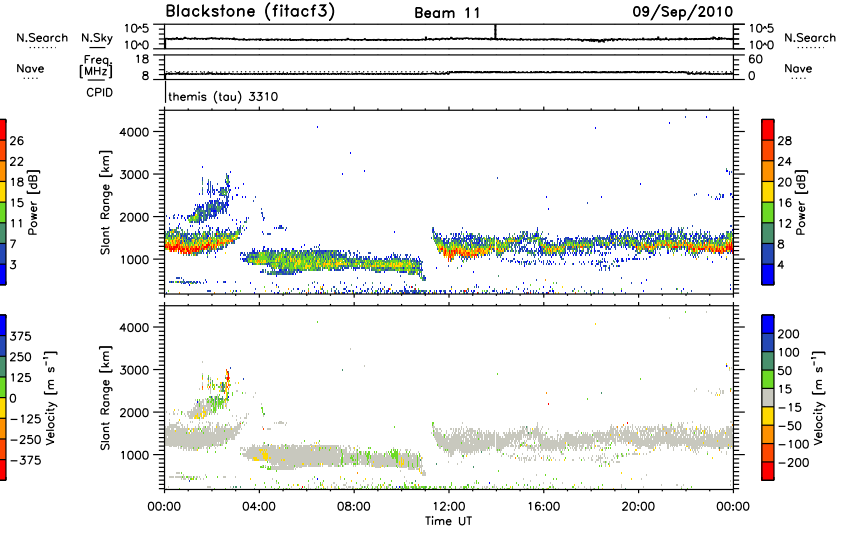 Blackstone (fitacf3) Beam 11 09/Sep/2010
10^5 10^5
N.Search N.Sky N.Search
10^0 10^0
Freq. 18 60
Nave [MHz] Nave
8 0
CPID themis (tau) 3310
4000
26 28
22 24
18 3000 20
15 Power [dB] Slant Range [km] 16 Power [dB]
11 2000 12
7 8
3 1000 4
4000
375 200
250 3000 100
125 50
0 Velocity [m s⁻¹] Slant Range [km] 15 Velocity [m s⁻¹]
−125 2000 −15
−250 −50
−375 1000 −100
−200
00:00 04:00 08:00 12:00 16:00 20:00 00:00
Time UT